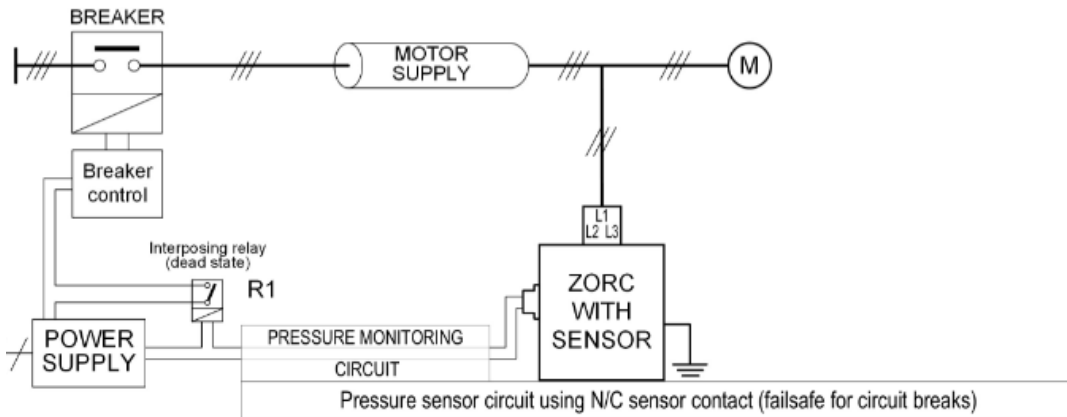 BREAKER
MOTOR
SUPPLY
M
Breaker
control
L1
L2 L3
Interposing relay
(dead state)
R1
ZORC
WITH
SENSOR
POWER
SUPPLY
PRESSURE MONITORING
CIRCUIT
Pressure sensor circuit using N/C sensor contact (failsafe for circuit breaks)